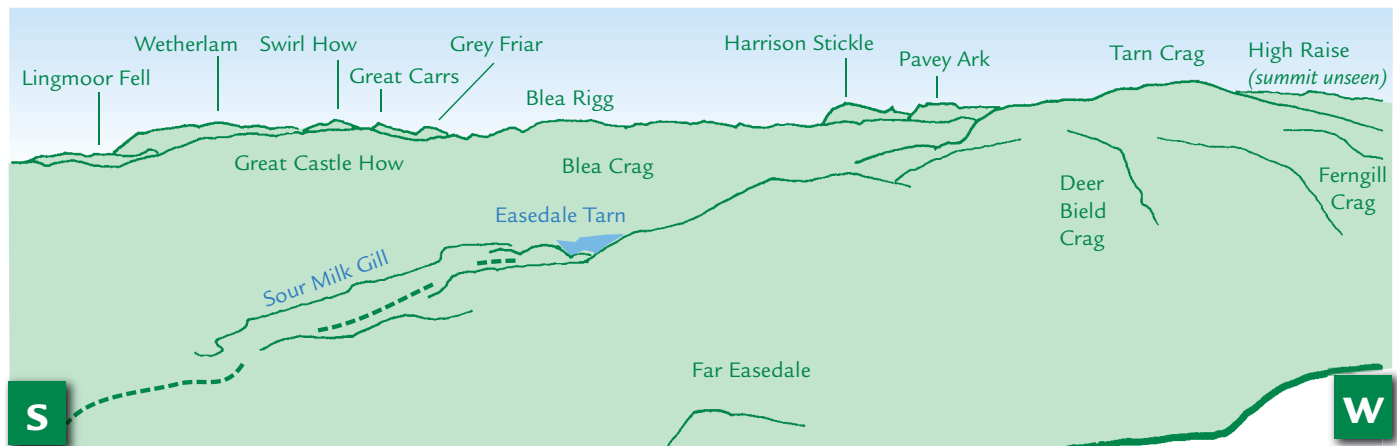 Wetherlam
Swirl How
Grey Friar
Harrison Stickle
Pavey Ark
Tarn Crag
High Raise
(summit unseen)
Lingmoor Fell
Great Carrs
Blea Rigg
Great Castle How
Blea Crag
Deer
Bield
Crag
Ferngill
Crag
Easedale Tarn
Sour Milk Gill
Far Easedale
S
W